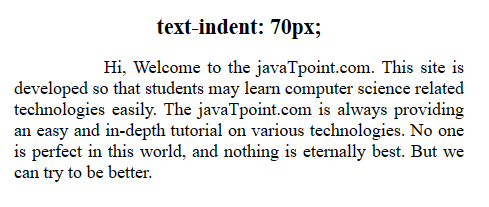 text-indent: 70px;
Hi, Welcome to the javaTpoint.com. This site is
developed so that students may learn computer science related
technologies easily. The javaTpoint.com is always providing
an easy and in-depth tutorial on various technologies. No one
is perfect in this world, and nothing is eternally best. But we
can try to be better.